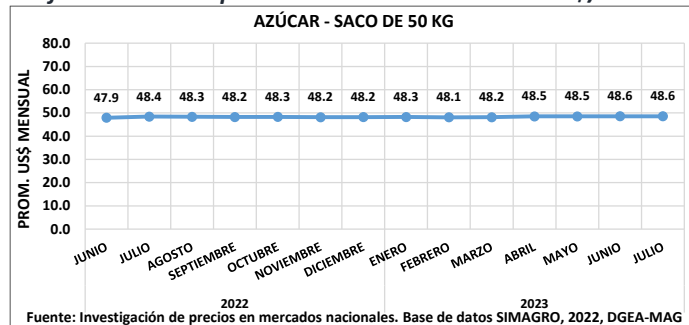 AZÚCAR - SACO DE 50 KG
PROM. US$ MENSUAL
80.0
70.0
60.0
50.0
40.0
30.0
20.0
10.0
0.0
47.9 48.4 48.3 48.2 48.3 48.2 48.2 48.3 48.1 48.2 48.5 48.5 48.6 48.6
JUNIO JULIO AGOSTO SEPTIEMBRE OCTUBRE NOVIEMBRE DICIEMBRE ENERO FEBRERO MARZO ABRIL MAYO JUNIO JULIO
2022 2023
Fuente: Investigación de precios en mercados nacionales. Base de datos SIMAGRO, 2022, DGEA-MAG